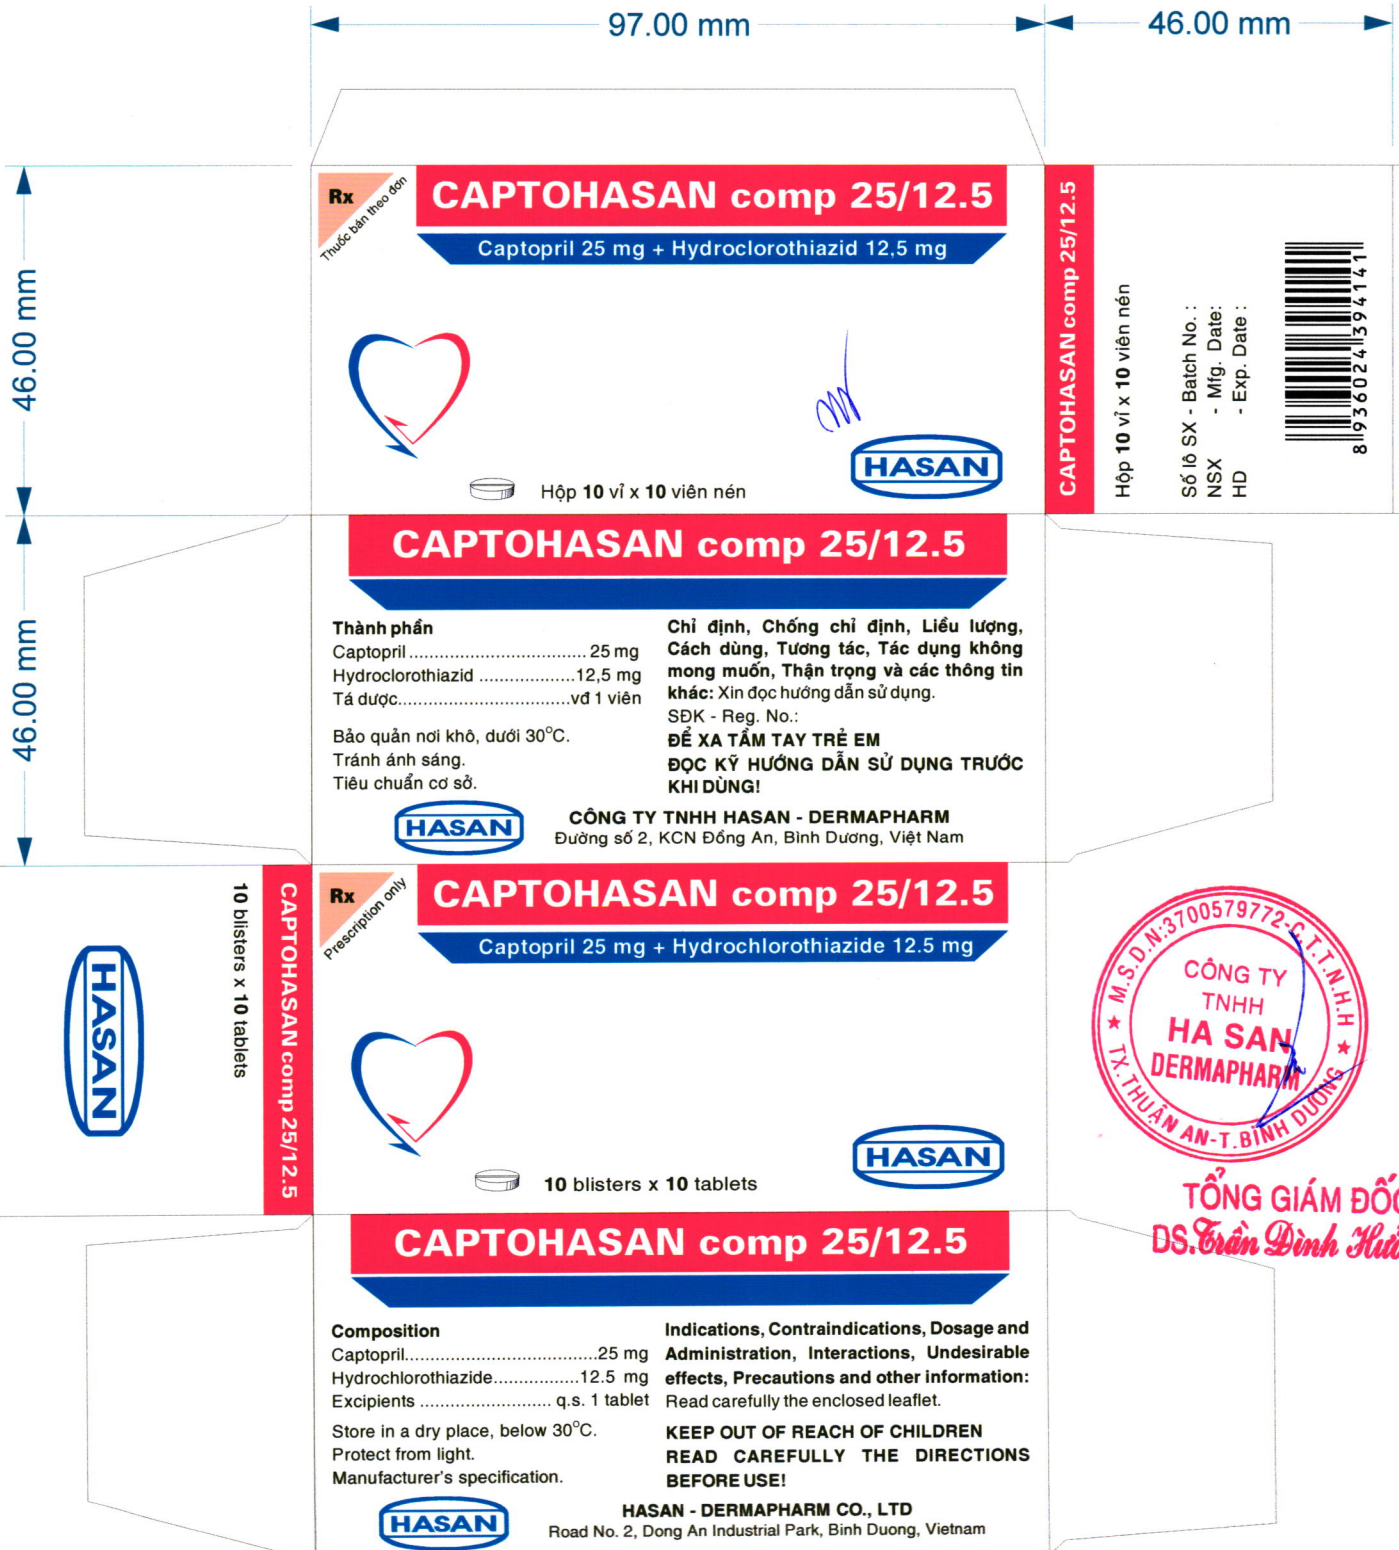 97.00 mm
46.00 mm
46.00 mm
46.00 mm
Rx
Thuốc bán theo đơn
CAPTOHASAN comp 25/12.5
Captopril 25 mg + Hydroclorothiazid 12,5 mg
HASAN
Hộp 10 vỉ x 10 viên nén
CAPTOHASAN comp 25/12.5
Hộp 10 vỉ x 10 viên nén
Số lô SX - Batch No. :
NSX - Mfg. Date:
HD - Exp. Date :
8 936024 394141
CAPTOHASAN comp 25/12.5
Thành phần
Captopril.................................. 25 mg
Hydroclorothiazid ...................12,5 mg
Tá dược..................................vđ 1 viên
Bảo quản nơi khô, dưới 30°C.
Tránh ánh sáng.
Tiêu chuẩn cơ sở.
Chỉ định, Chống chỉ định, Liều lượng,
Cách dùng, Tương tác, Tác dụng không
mong muốn, Thận trọng và các thông tin
khác: Xin đọc hướng dẫn sử dụng.
SĐK - Reg. No.:
ĐỂ XA TẦM TAY TRẺ EM
ĐỌC KỸ HƯỚNG DẪN SỬ DỤNG TRƯỚC
KHI DÙNG!
HASAN
CÔNG TY TNHH HASAN - DERMAPHARM
Đường số 2, KCN Đồng An, Bình Dương, Việt Nam
HASAN
10 blisters x 10 tablets
CAPTOHASAN comp 25/12.5
Rx
Prescription only
CAPTOHASAN comp 25/12.5
Captopril 25 mg + Hydrochlorothiazide 12.5 mg
HASAN
10 blisters x 10 tablets
M.S.D.N:3700579772-C.T.T.N.H.H
CÔNG TY
TNHH
HA SAN
DERMAPHARM
TX.THUẬN AN-T.BÌNH DƯƠNG
TỔNG GIÁM ĐỐC
DS.Trần Đình
CAPTOHASAN comp 25/12.5
Composition
Captopril.....................................25 mg
Hydrochlorothiazide................12.5 mg
Excipients ......................... q.s. 1 tablet
Store in a dry place, below 30°C.
Protect from light.
Manufacturer's specification.
Indications, Contraindications, Dosage and
Administration, Interactions, Undesirable
effects, Precautions and other information:
Read carefully the enclosed leaflet.
KEEP OUT OF REACH OF CHILDREN
READ CAREFULLY THE DIRECTIONS
BEFORE USE!
HASAN
HASAN - DERMAPHARM CO., LTD
Road No. 2, Dong An Industrial Park, Binh Duong, Vietnam